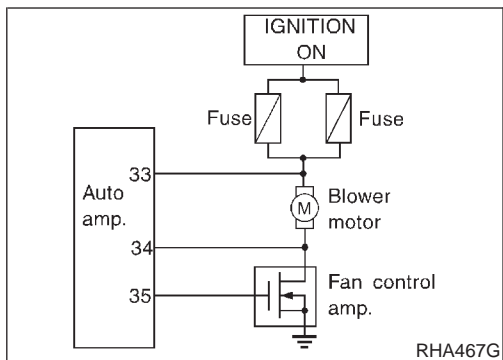 IGNITION
ON
Fuse
Fuse
33
Auto
amp.
Blower
motor
M
34
35
Fan control
amp.
RHA467G